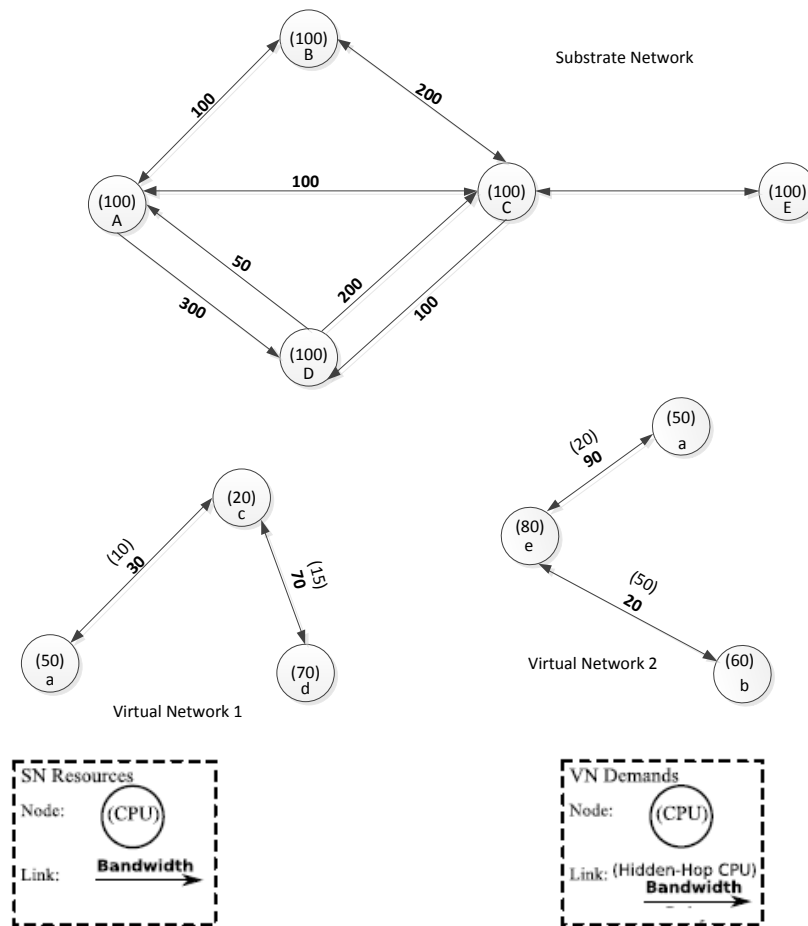 (100)
B
Substrate Network
100
200
100
(100)
A
(100)
C
(100)
E
50
300
200
100
(100)
D
(50)
a
(20)
90
(20)
c
(80)
e
(10)
30
(15)
70
(50)
20
(50)
a
(70)
d
Virtual Network 2
(60)
b
Virtual Network 1
SN Resources
Node:
(CPU)
Link:
Bandwidth
VN Demands
Node:
(CPU)
Link: (Hidden-Hop CPU)
Bandwidth